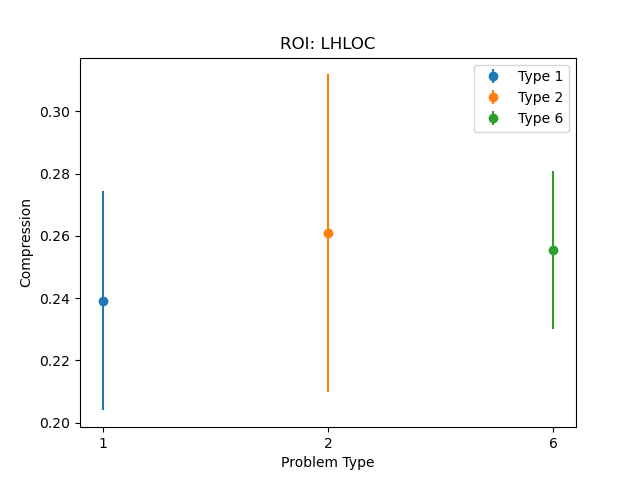 ROI: LHLOC
Type 1
Type 2
Type 6
0.30
0.28
0.26
0.24
0.22
0.20
Compression
1
2
6
Problem Type